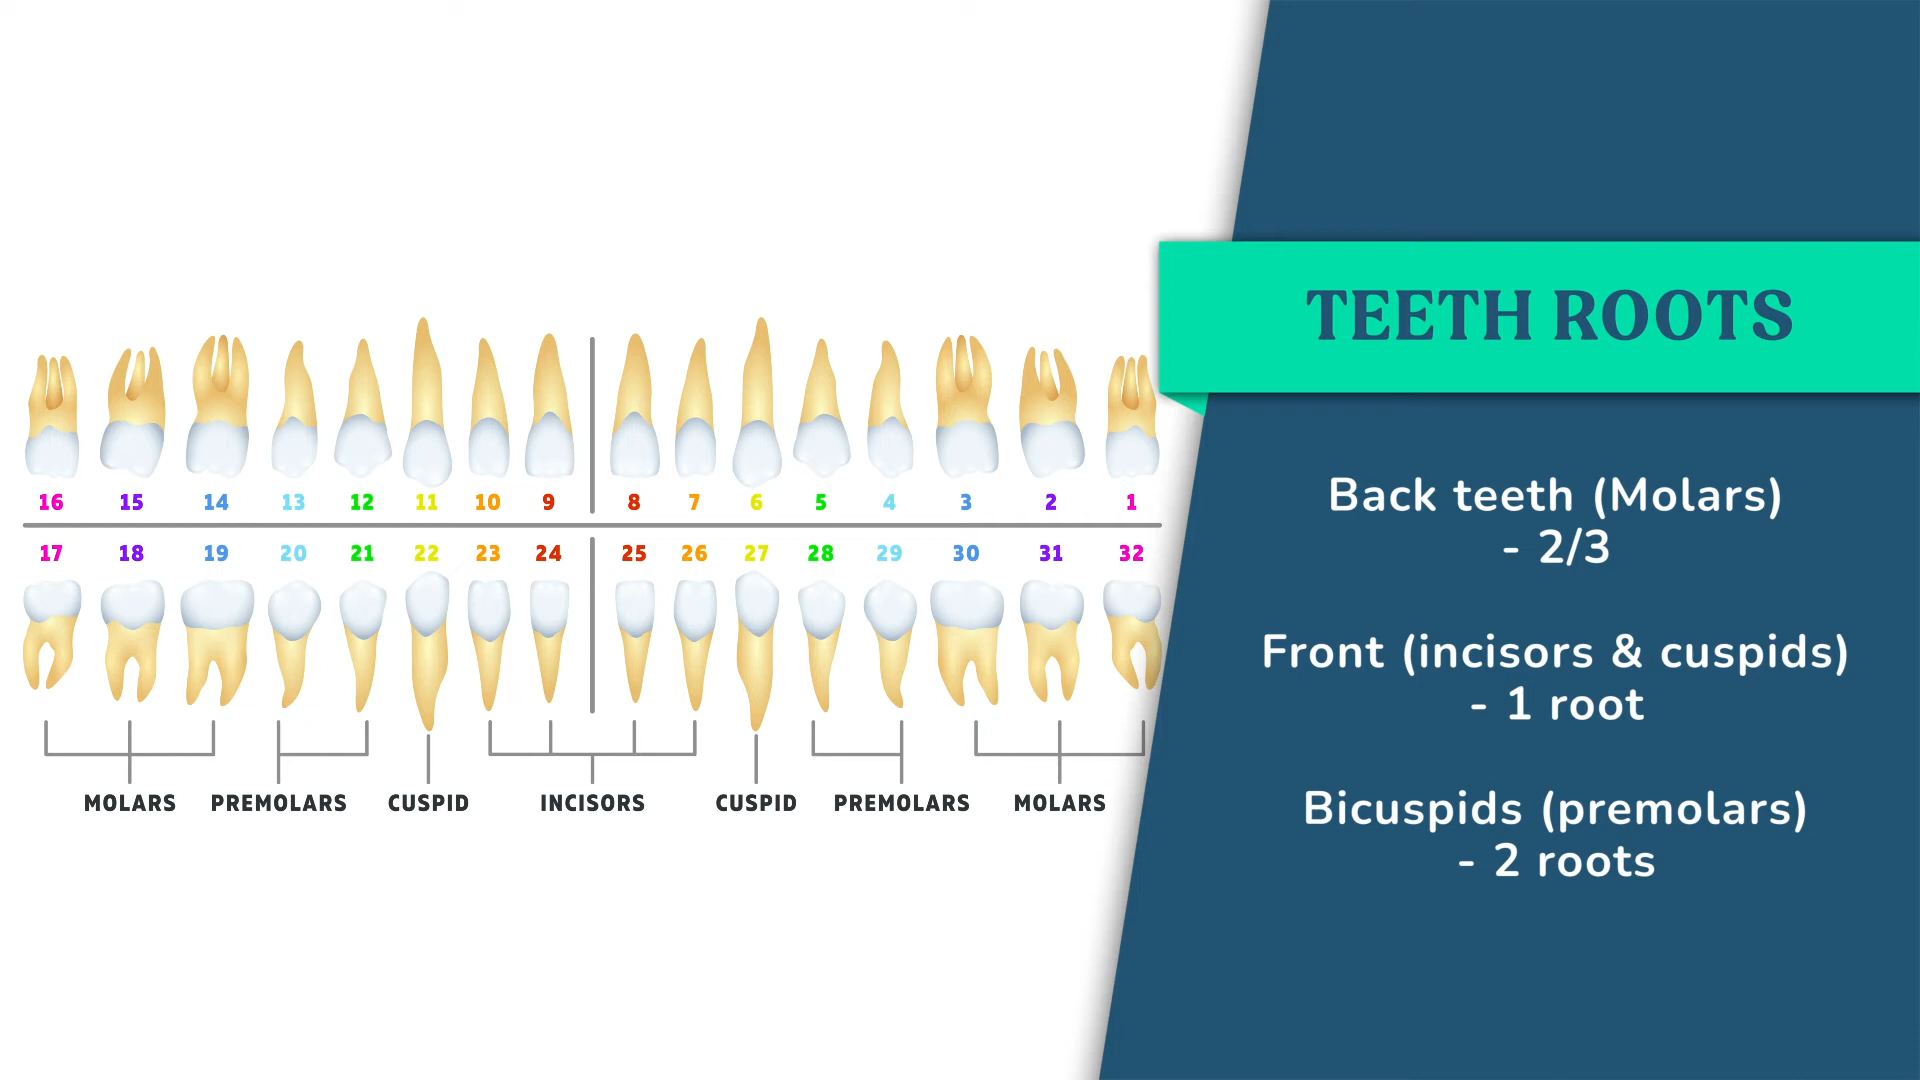 TEETH ROOTS
16 15 14 13 12 11 10 9 8 7 6 5 4 3 2 1
17 18 19 20 21 22 23 24 25 26 27 28 29 30 31 32
MOLARS PREMOLARS CUSPID INCISORS CUSPID PREMOLARS MOLARS
Back teeth (Molars)
- 2/3
Front (incisors & cuspids)
- 1 root
Bicuspids (premolars)
- 2 roots